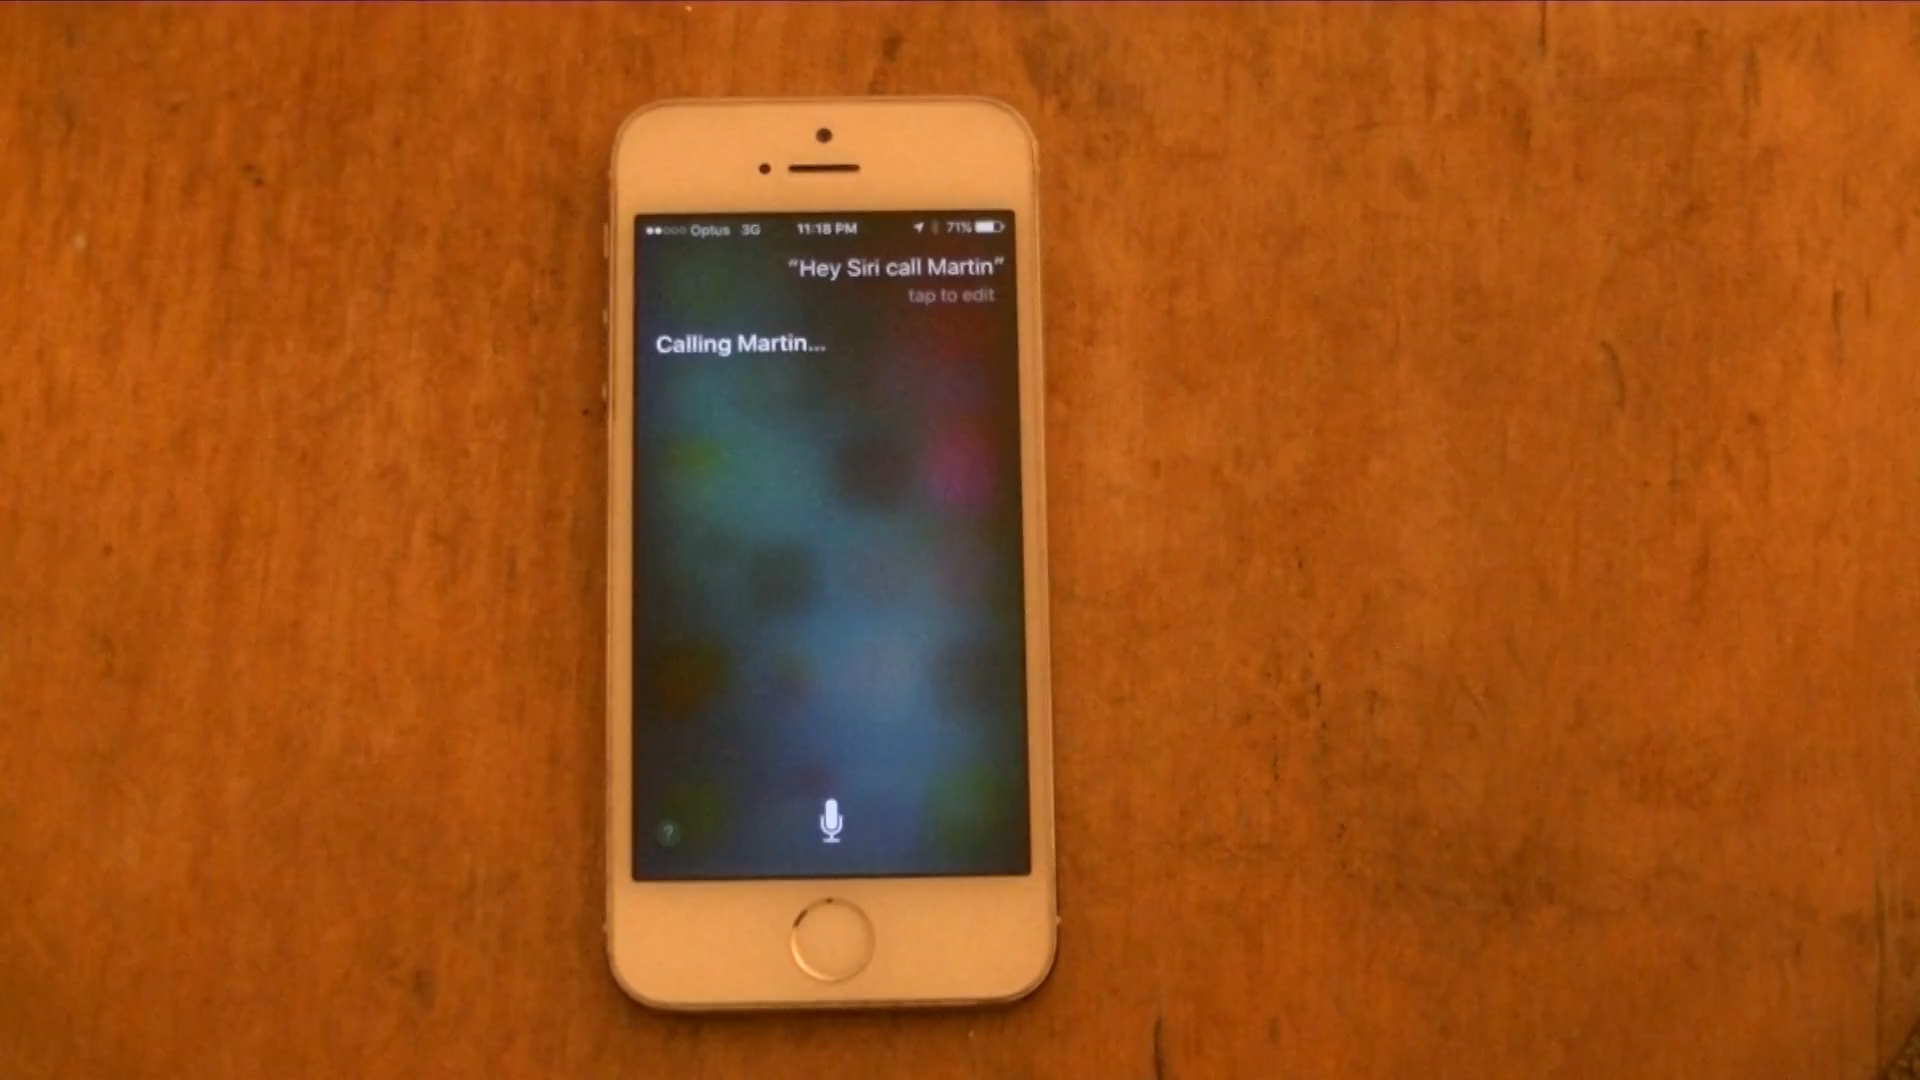 Optus 3G 11:18 PM 71%
“Hey Siri call Martin”
tap to edit
Calling Martin...
?